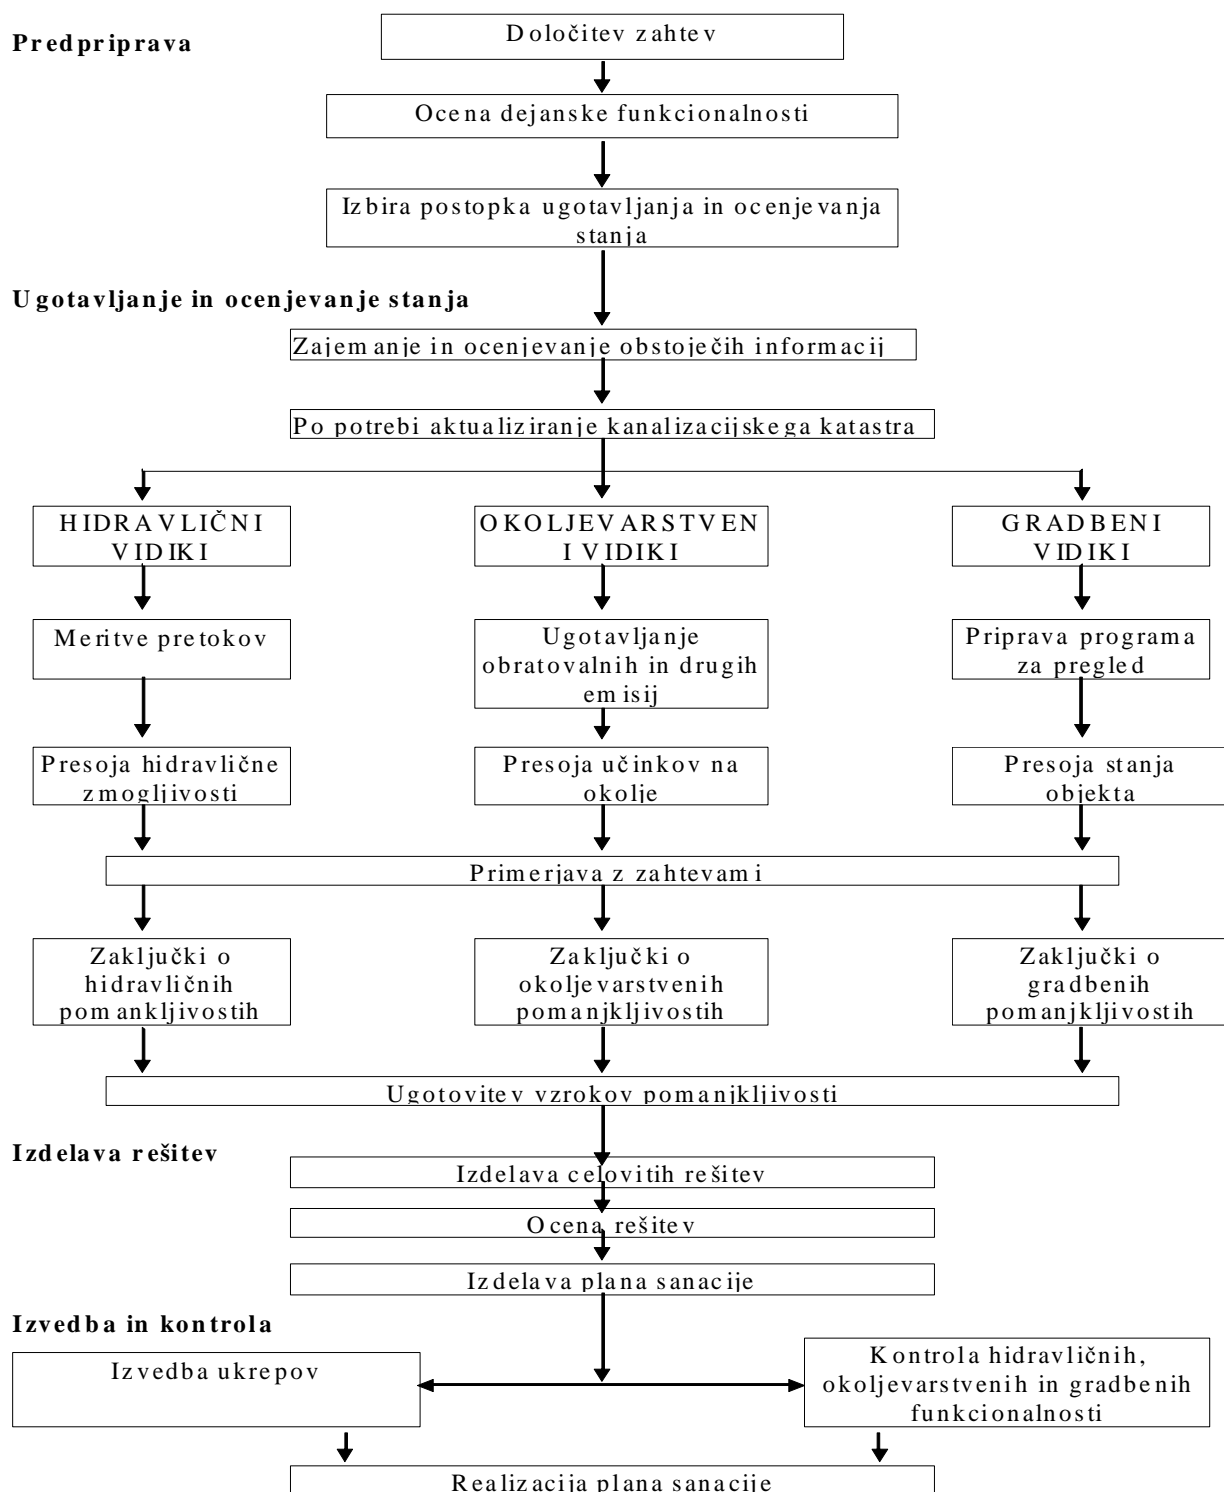 Predpriprava
Določitev zahtev
Ocena dejanske funkcionalnosti
Izbira postopka ugotavljanja in ocenjevanja
stanja
Ugotavljanje in ocenjevanje stanja
Zajemanje in ocenjevanje obstoječih informacij
Po potrebi aktualiziranje kanalizacijskega katastra
HIDRAVLIČNI
VIDIKI
OKOLJEVARSTVEN
I VIDIKI
GRADBENI
VIDIKI
Meritve pretokov
Ugotavljanje
obratovalnih in drugih
emisij
Priprava programa
za pregled
Presoja hidravlične
zmogljivosti
Presoja učinkov na
okolje
Presoja stanja
objekta
Primerjava z zahtevami
Zaključki o
hidravličnih
pomankljivostih
Zaključki o
okoljevarstvenih
pomanjkljivostih
Zaključki o
gradbenih
pomanjkljivostih
Ugotovitev vzrokov pomanjkljivosti
Izdelava rešitev
Izdelava celovitih rešitev
Ocena rešitev
Izdelava plana sanacije
Izvedba in kontrola
Izvedba ukrepov
Kontrola hidravličnih,
okoljevarstvenih in gradbenih
funkcionalnosti
Realizacija plana sanacije